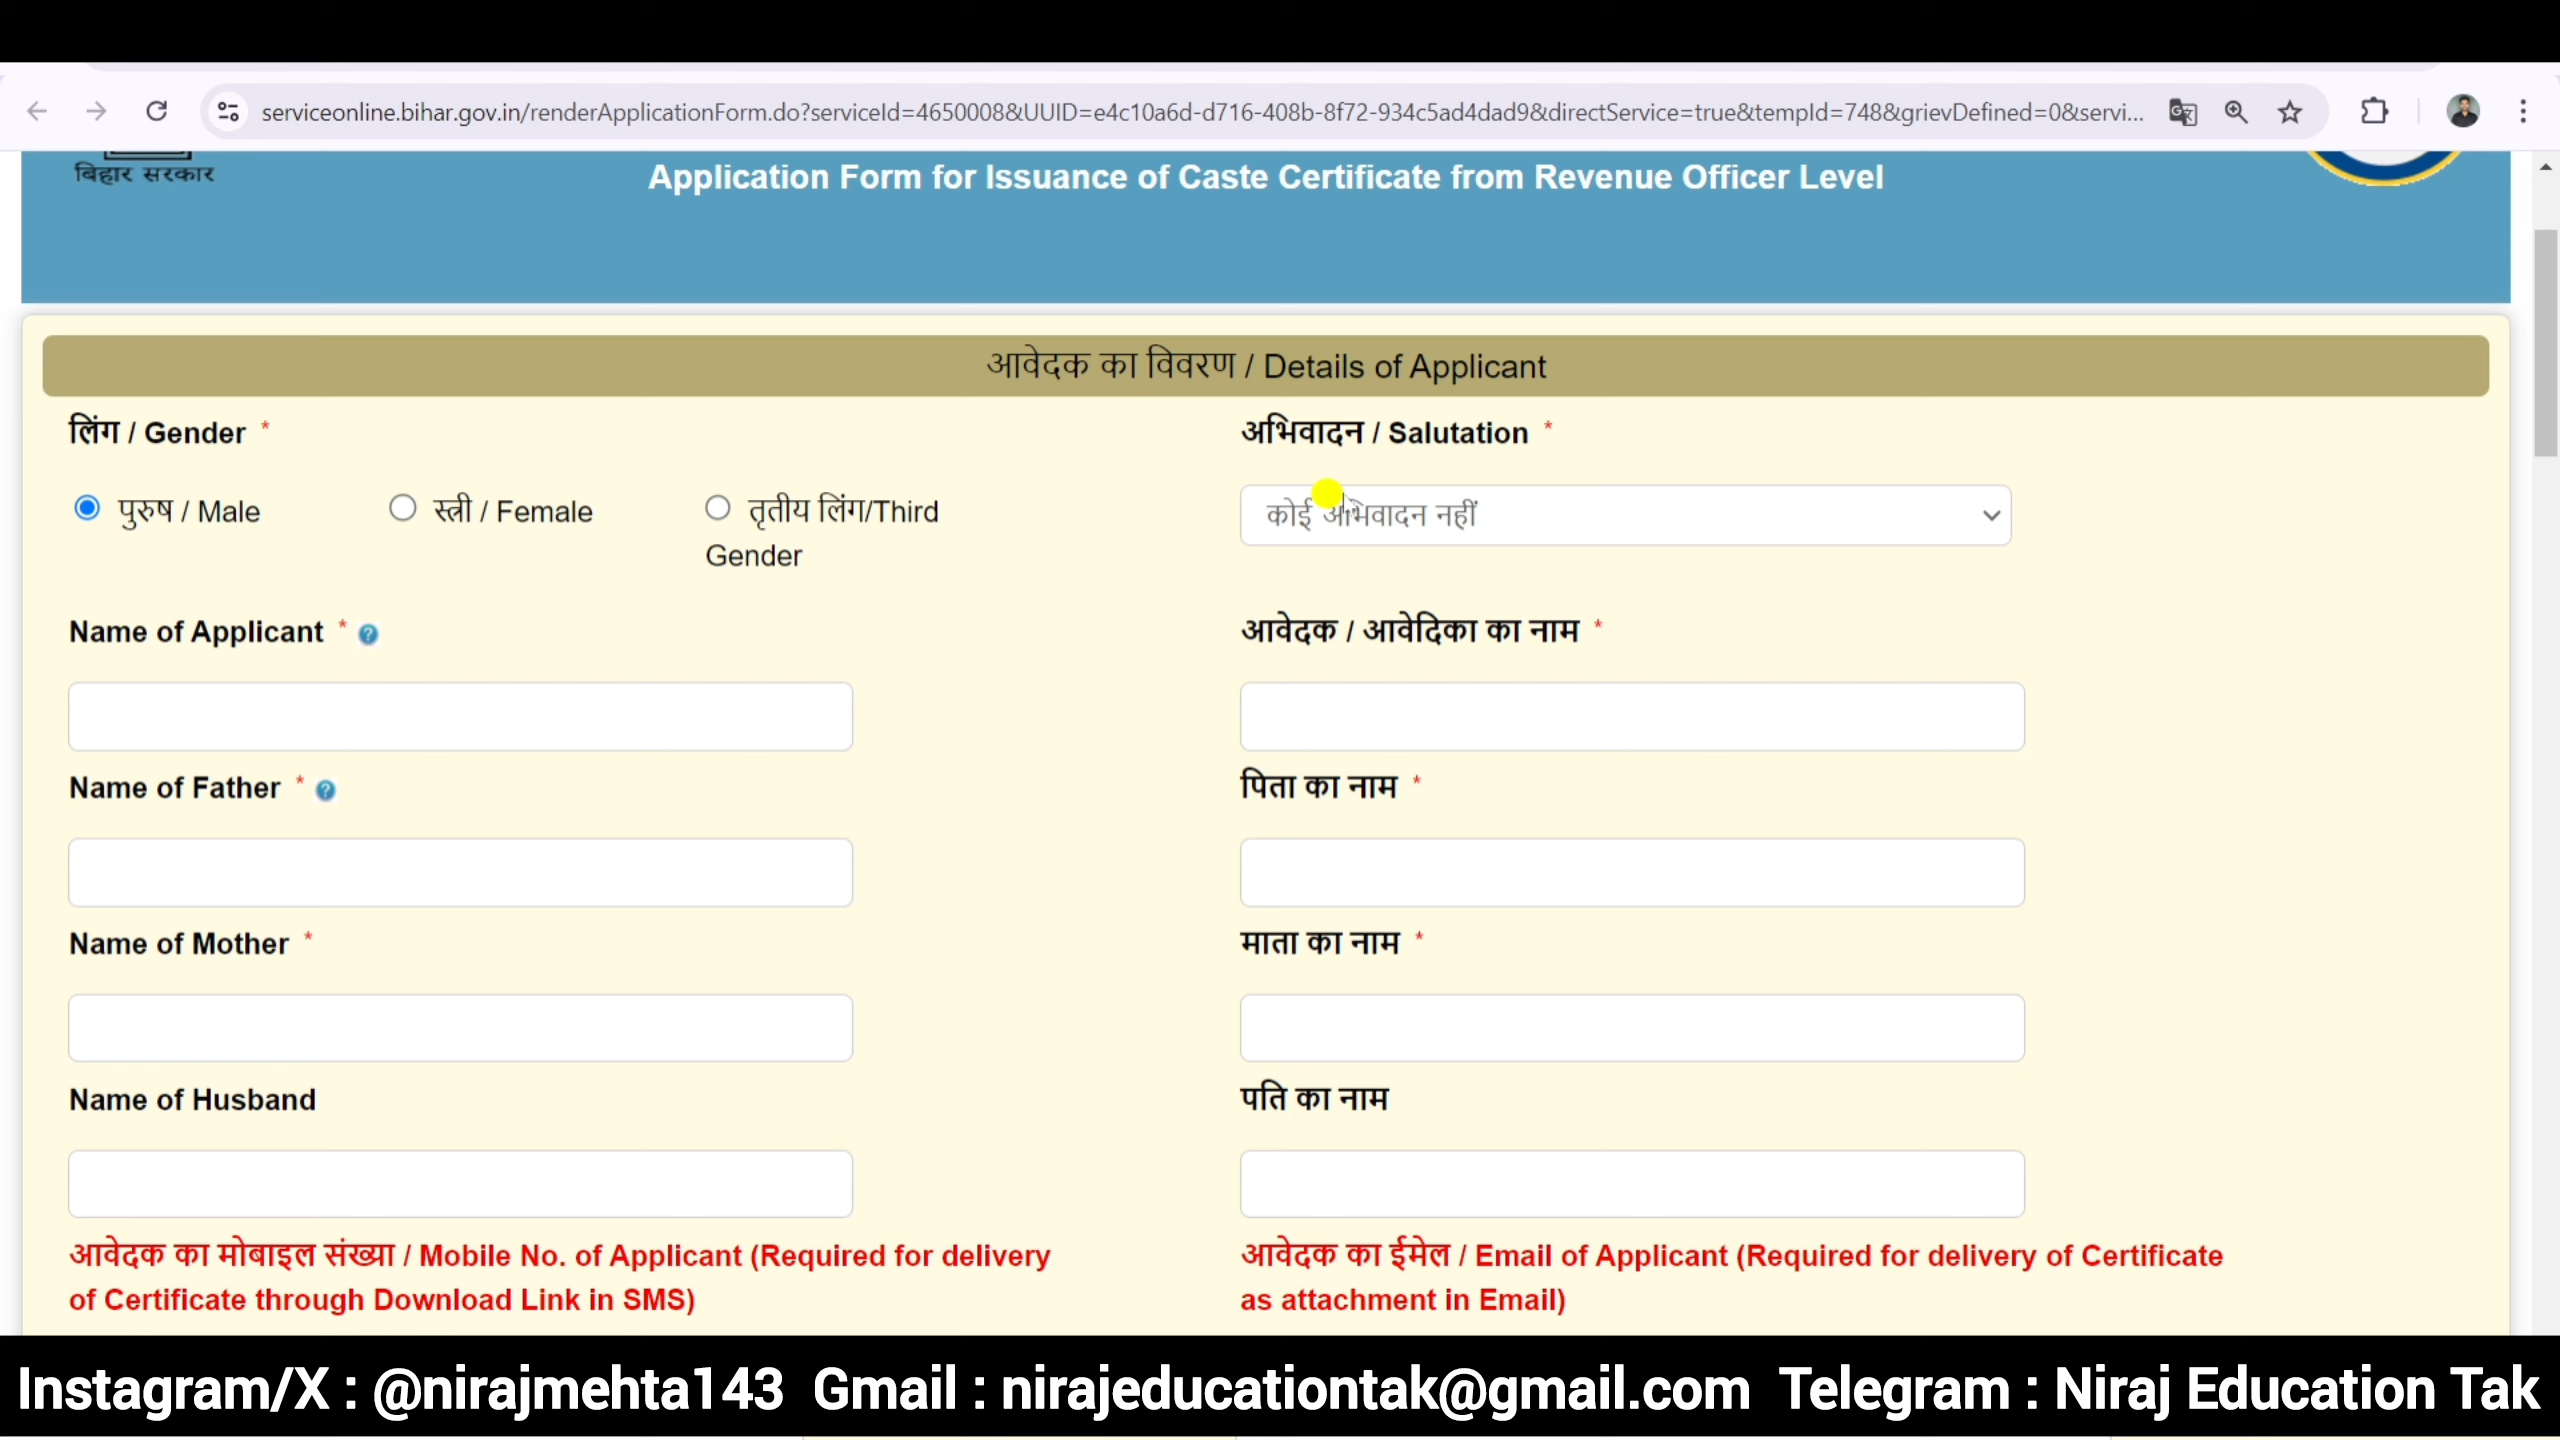 serviceonline.bihar.gov.in/renderApplicationForm.do?serviceId=4650008&UUID=e4c10a6d-d716-408b-8f72-934c5ad4dad9&directService=true&tempId=748&grievDefined=0&servi...
बिहार सरकार
Application Form for Issuance of Caste Certificate from Revenue Officer Level
आवेदक का विवरण / Details of Applicant
लिंग / Gender *
अभिवादन / Salutation *
पुरुष / Male
स्त्री / Female
तृतीय लिंग/Third
Gender
कोई अभिवादन नहीं
Name of Applicant * ?
आवेदक / आवेदिका का नाम *
Name of Father * ?
पिता का नाम *
Name of Mother *
माता का नाम *
Name of Husband
पति का नाम
आवेदक का मोबाइल संख्या / Mobile No. of Applicant (Required for delivery
of Certificate through Download Link in SMS)
आवेदक का ईमेल / Email of Applicant (Required for delivery of Certificate
as attachment in Email)
Instagram/X : @nirajmehta143 Gmail : nirajeducationtak@gmail.com Telegram : Niraj Education Tak